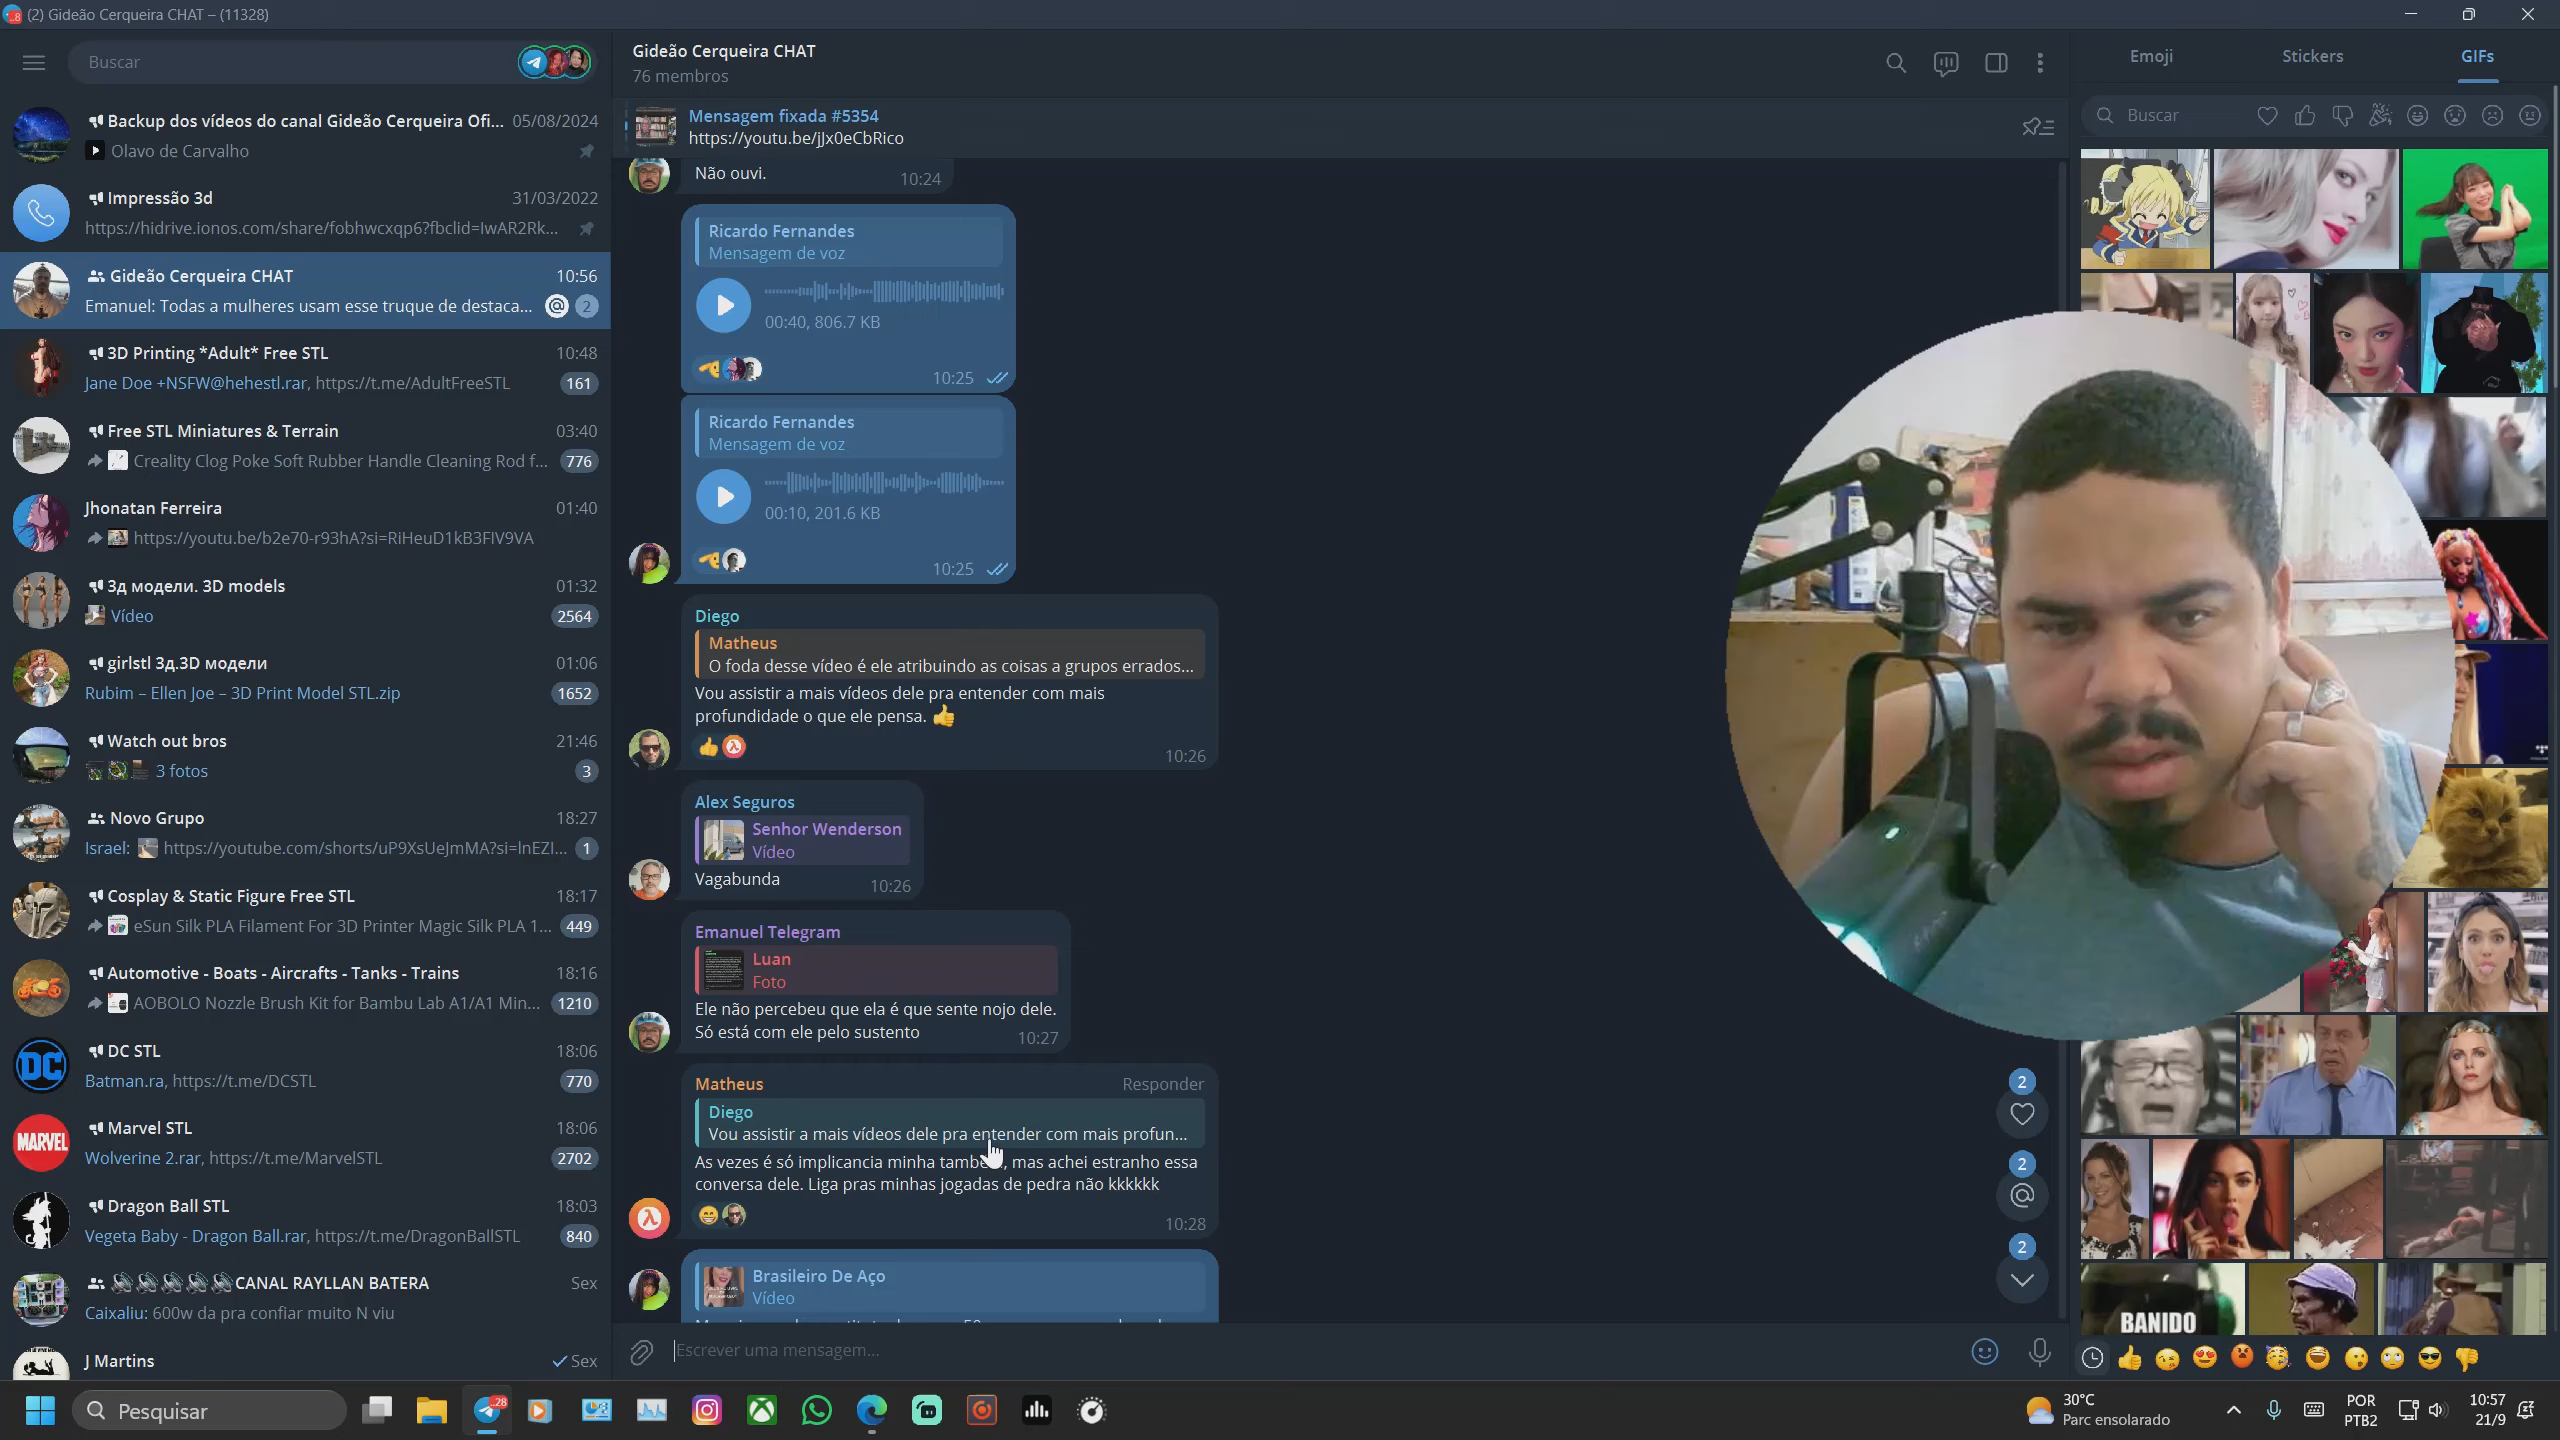 (2) Gideão Cerqueira CHAT – (11328)
Buscar
Backup dos vídeos do canal Gideão Cerqueira Ofi... 05/08/2024
Olavo de Carvalho
Impressão 3d 31/03/2022
https://hidrive.ionos.com/share/fobhwcxqp6?fbclid=IwAR2Rk...
Gideão Cerqueira CHAT 10:56
Emanuel: Todas a mulheres usam esse truque de destaca... @ 2
3D Printing *Adult* Free STL 10:48
Jane Doe +NSFW@hehestl.rar, https://t.me/AdultFreeSTL 161
Free STL Miniatures & Terrain 03:40
Creality Clog Poke Soft Rubber Handle Cleaning Rod f... 776
Jhonatan Ferreira 01:40
https://youtu.be/b2e70-r93hA?si=RiHeuD1kB3FlV9VA
3д модели. 3D models 01:32
Vídeo 2564
girlstl 3д.3D модели 01:06
Rubim – Ellen Joe – 3D Print Model STL.zip 1652
Watch out bros 21:46
3 fotos 3
Novo Grupo 18:27
Israel: https://youtube.com/shorts/uP9XsUeJmMA?si=lnEZI... 1
Cosplay & Static Figure Free STL 18:17
eSun Silk PLA Filament For 3D Printer Magic Silk PLA 1... 449
Automotive - Boats - Aircrafts - Tanks - Trains 18:16
AOBOLO Nozzle Brush Kit for Bambu Lab A1/A1 Min... 1210
DC
DC STL 18:06
Batman.ra, https://t.me/DCSTL 770
MARVEL
Marvel STL 18:06
Wolverine 2.rar, https://t.me/MarvelSTL 2702
Dragon Ball STL 18:03
Vegeta Baby - Dragon Ball.rar, https://t.me/DragonBallSTL 840
CANAL RAYLLAN BATERA Sex
Caixaliu: 600w da pra confiar muito N viu
J Martins Sex
Gideão Cerqueira CHAT
76 membros
Mensagem fixada #5354
https://youtu.be/jJx0eCbRico
Não ouvi. 10:24
Ricardo Fernandes
Mensagem de voz
00:40, 806.7 KB
10:25
Ricardo Fernandes
Mensagem de voz
00:10, 201.6 KB
10:25
Diego
Matheus
O foda desse vídeo é ele atribuindo as coisas a grupos errados...
Vou assistir a mais vídeos dele pra entender com mais
profundidade o que ele pensa. 👍
10:26
Alex Seguros
Senhor Wenderson
Vídeo
Vagabunda 10:26
Emanuel Telegram
Luan
Foto
Ele não percebeu que ela é que sente nojo dele.
Só está com ele pelo sustento 10:27
Matheus Responder
Diego
Vou assistir a mais vídeos dele pra entender com mais profun...
As vezes é só implicancia minha também, mas achei estranho essa
conversa dele. Liga pras minhas jogadas de pedra não kkkkkk
10:28
Brasileiro De Aço
Vídeo
2
2
@
2
Escrever uma mensagem...
Emoji Stickers GIFs
Buscar
BANIDO
Pesquisar
..28
30°C
Parc ensolarado
POR
PTB2
10:57
21/9